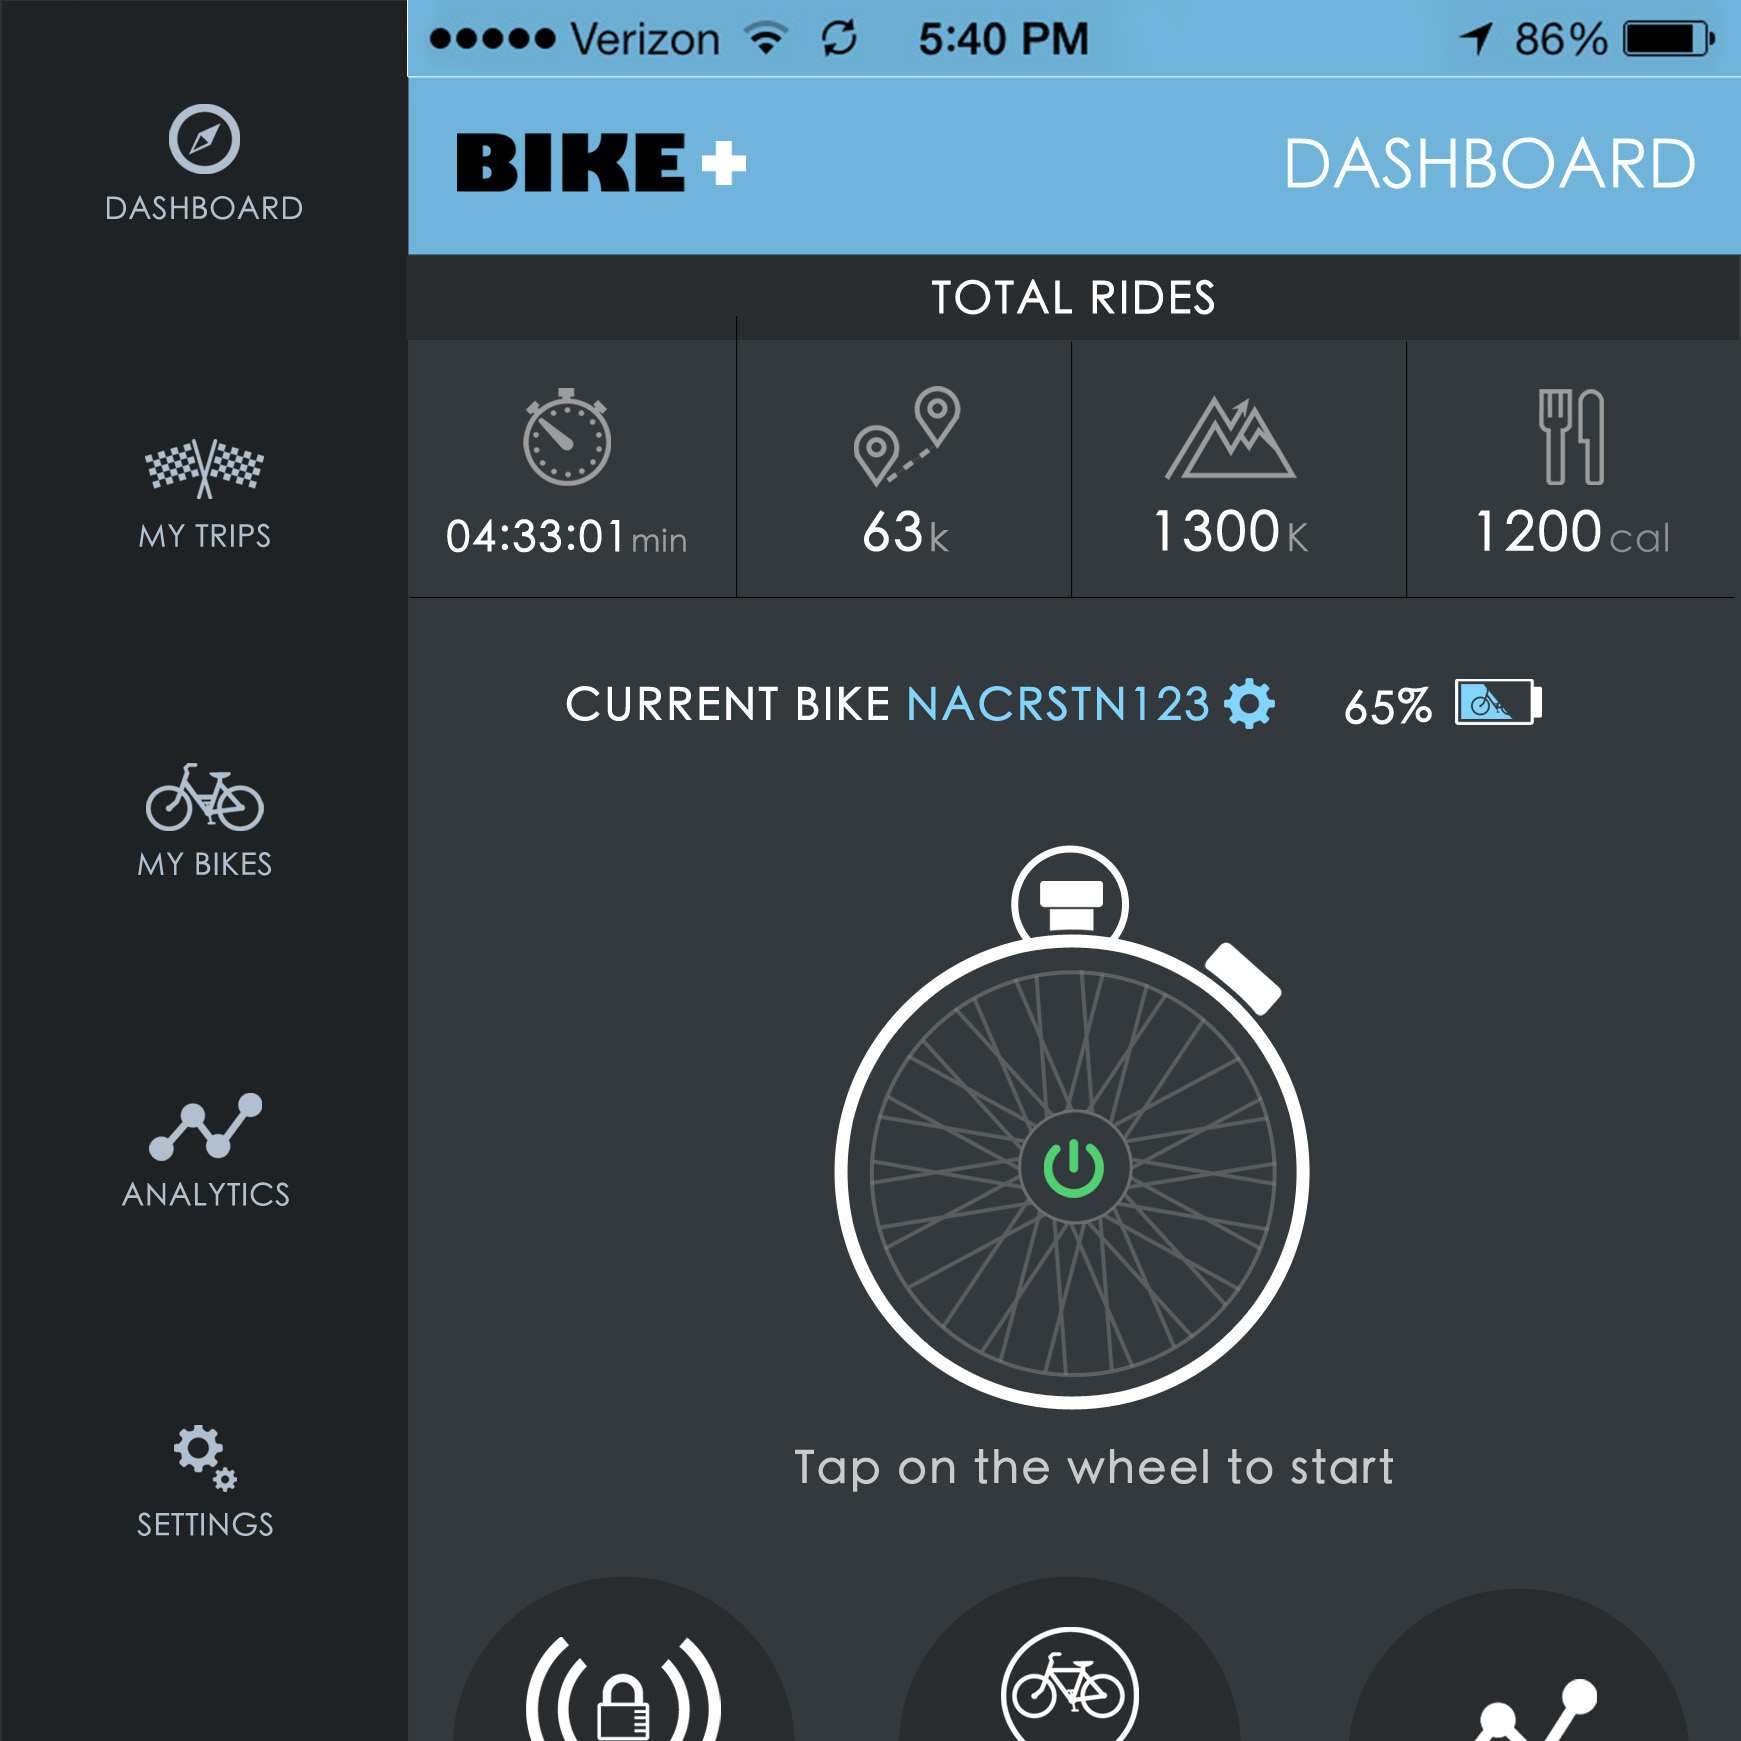 Verizon 5:40 PM 86%
BIKE+ DASHBOARD
DASHBOARD
MY TRIPS
MY BIKES
ANALYTICS
SETTINGS
TOTAL RIDES
04:33:01 min 63 k 1300 K 1200 cal
CURRENT BIKE NACRSTN123 65%
Tap on the wheel to start